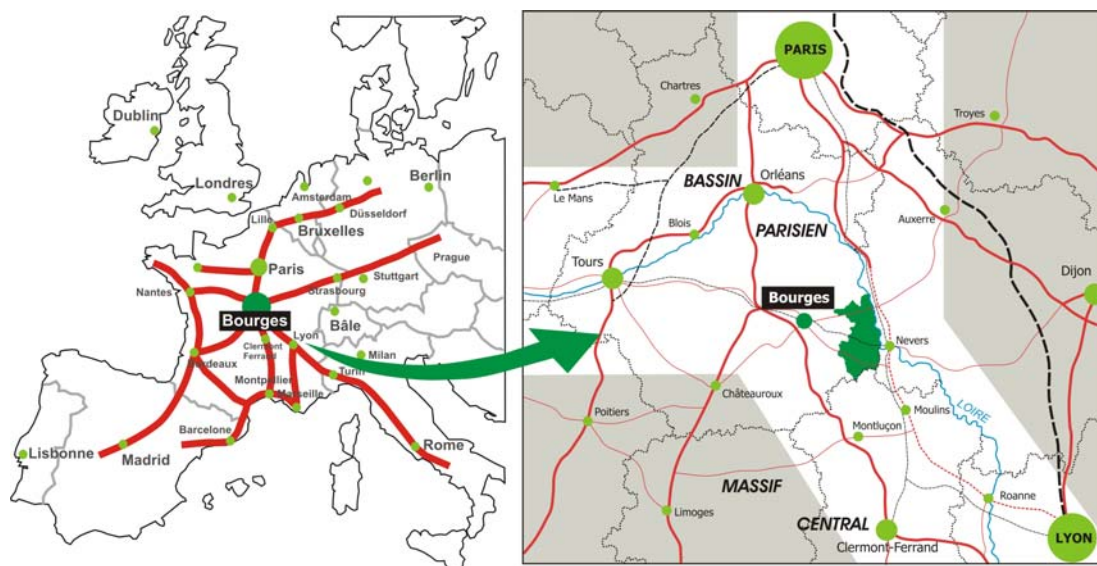 Dublin
Londres
Amsterdam
Berlin
Düsseldorf
Lille
Bruxelles
Prague
Paris
Stuttgart
Strasbourg
Nantes
Bourges
Bâle
Lyon
Clermont
Ferrand
Milan
Bordeaux
Turin
Montpellier
Marseille
Barcelone
Rome
Lisbonne
Madrid
PARIS
Chartres
Troyes
Le Mans
BASSIN
Orléans
Auxerre
Blois
PARISIEN
Tours
Dijon
Bourges
Nevers
Châteauroux
Poitiers
Moulins
LOIRE
Montluçon
MASSIF
Roanne
Limoges
CENTRAL
Clermont-Ferrand
LYON